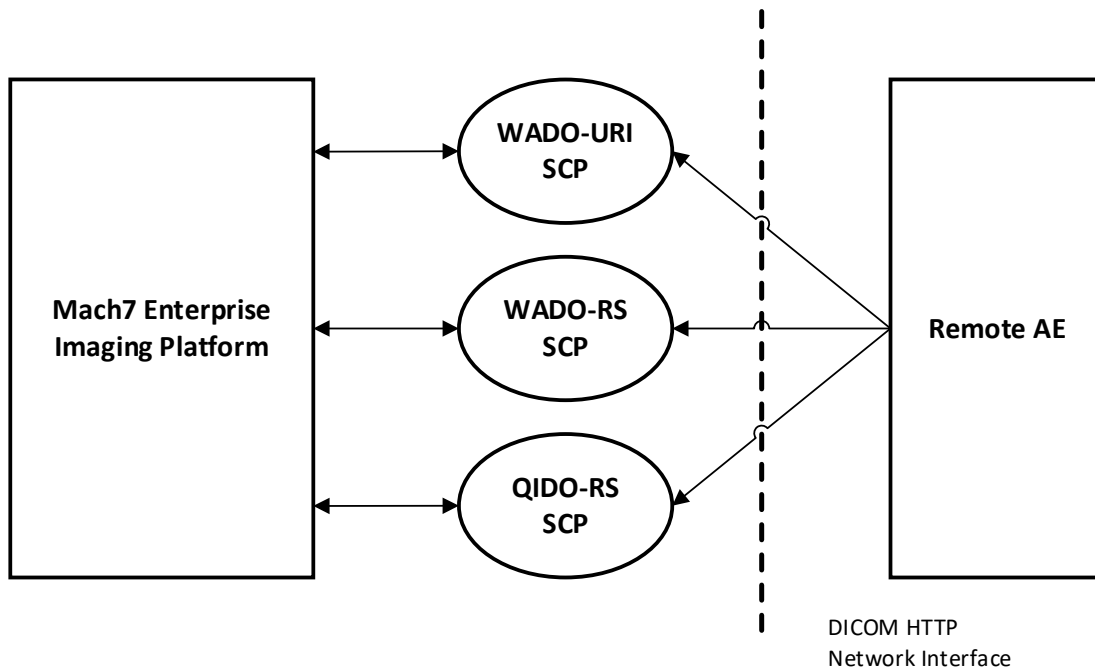 Mach7 Enterprise
Imaging Platform
WADO-URI
SCP
WADO-RS
SCP
QIDO-RS
SCP
Remote AE
DICOM HTTP
Network Interface